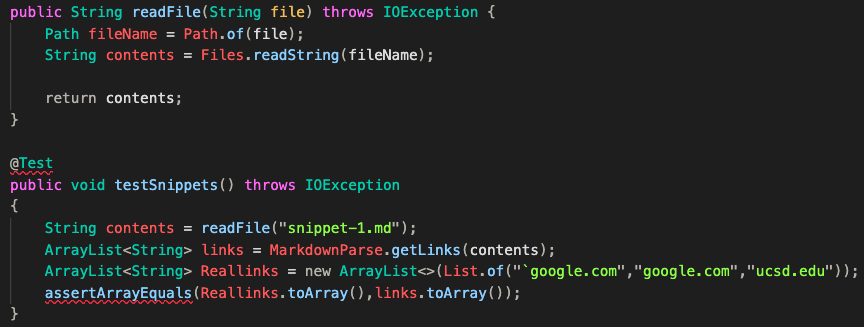 public String readFile(String file) throws IOException {
    Path fileName = Path.of(file);
    String contents = Files.readString(fileName);

    return contents;
}

@Test
public void testSnippets() throws IOException
{
    String contents = readFile("snippet-1.md");
    ArrayList<String> links = MarkdownParse.getLinks(contents);
    ArrayList<String> Reallinks = new ArrayList<>(List.of("`google.com","google.com","ucsd.edu"));
    assertArrayEquals(Reallinks.toArray(),links.toArray());
}